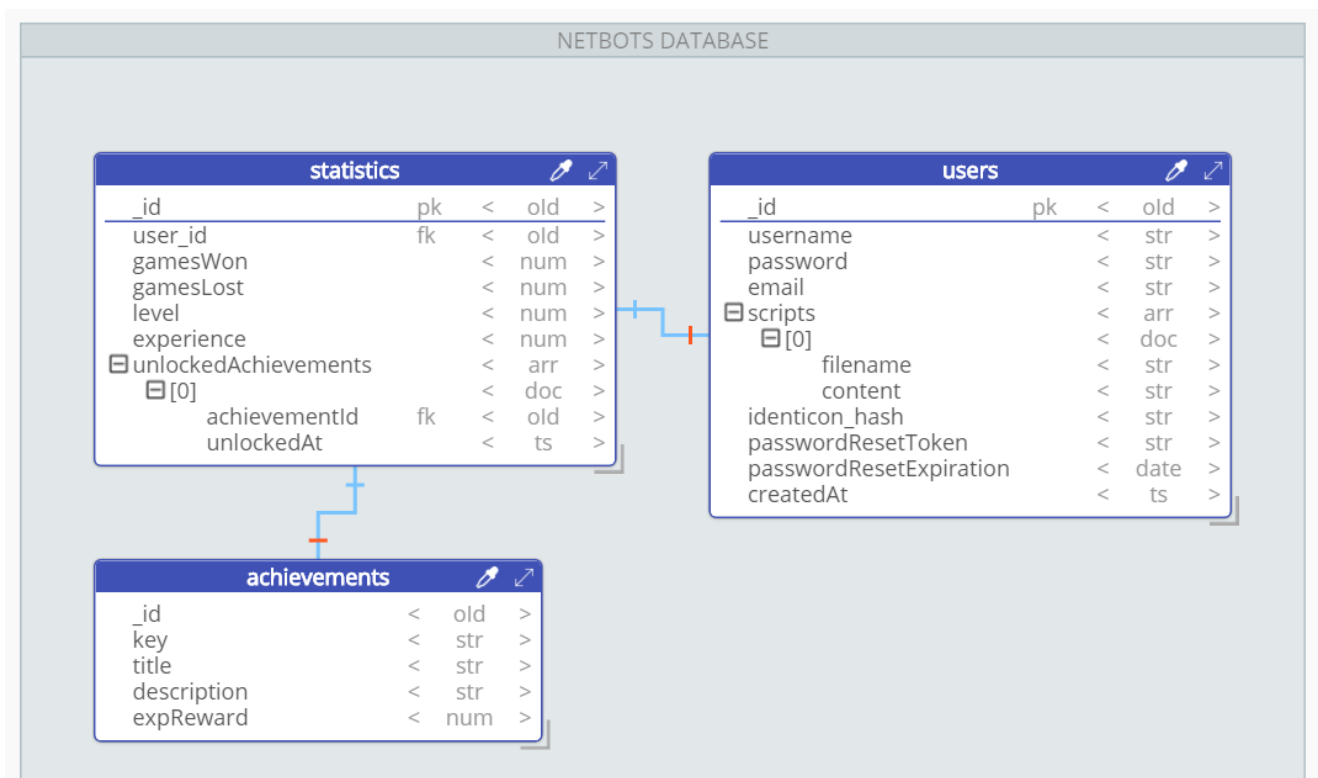 NETBOTS DATABASE
statistics
_id pk < oId >
user_id fk < oId >
gamesWon < num >
gamesLost < num >
level < num >
experience < num >
unlockedAchievements < arr >
[0] < doc >
achievementId fk < oId >
unlockedAt < ts >
users
_id pk < oId >
username < str >
password < str >
email < str >
scripts < arr >
[0] < doc >
filename < str >
content < str >
identicon_hash < str >
passwordResetToken < str >
passwordResetExpiration < date >
createdAt < ts >
achievements
_id < oId >
key < str >
title < str >
description < str >
expReward < num >